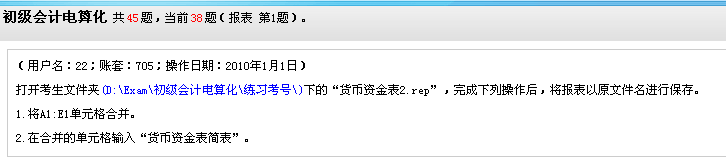 初级会计电算化 共45题，当前38题（报表 第1题）。
（用户名：22；账套：705；操作日期：2010年1月1日）
打开考生文件夹(D:\Exam\初级会计电算化\练习考号\)下的“货币资金表2.rep”，完成下列操作后，将报表以原文件名进行保存。
1.将A1:E1单元格合并。
2.在合并的单元格输入“货币资金表简表”。